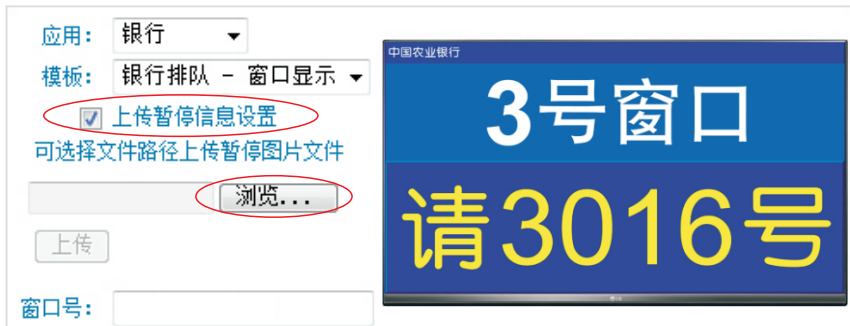 应用： 银行
模板： 银行排队 - 窗口显示
上传暂停信息设置
可选择文件路径上传暂停图片文件
浏览...
上传
窗口号：
中国农业银行
3号窗口
请3016号